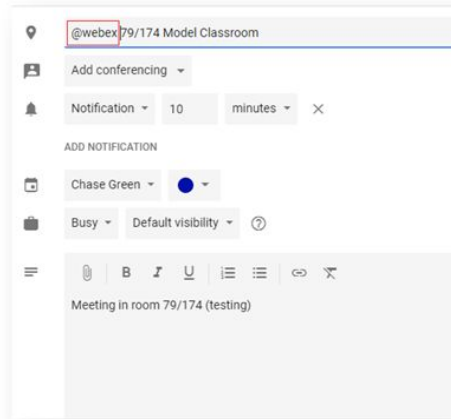 @webex 79/174 Model Classroom
Add conferencing
Notification 10 minutes
ADD NOTIFICATION
Chase Green
Busy Default visibility
B I U
Meeting in room 79/174 (testing)